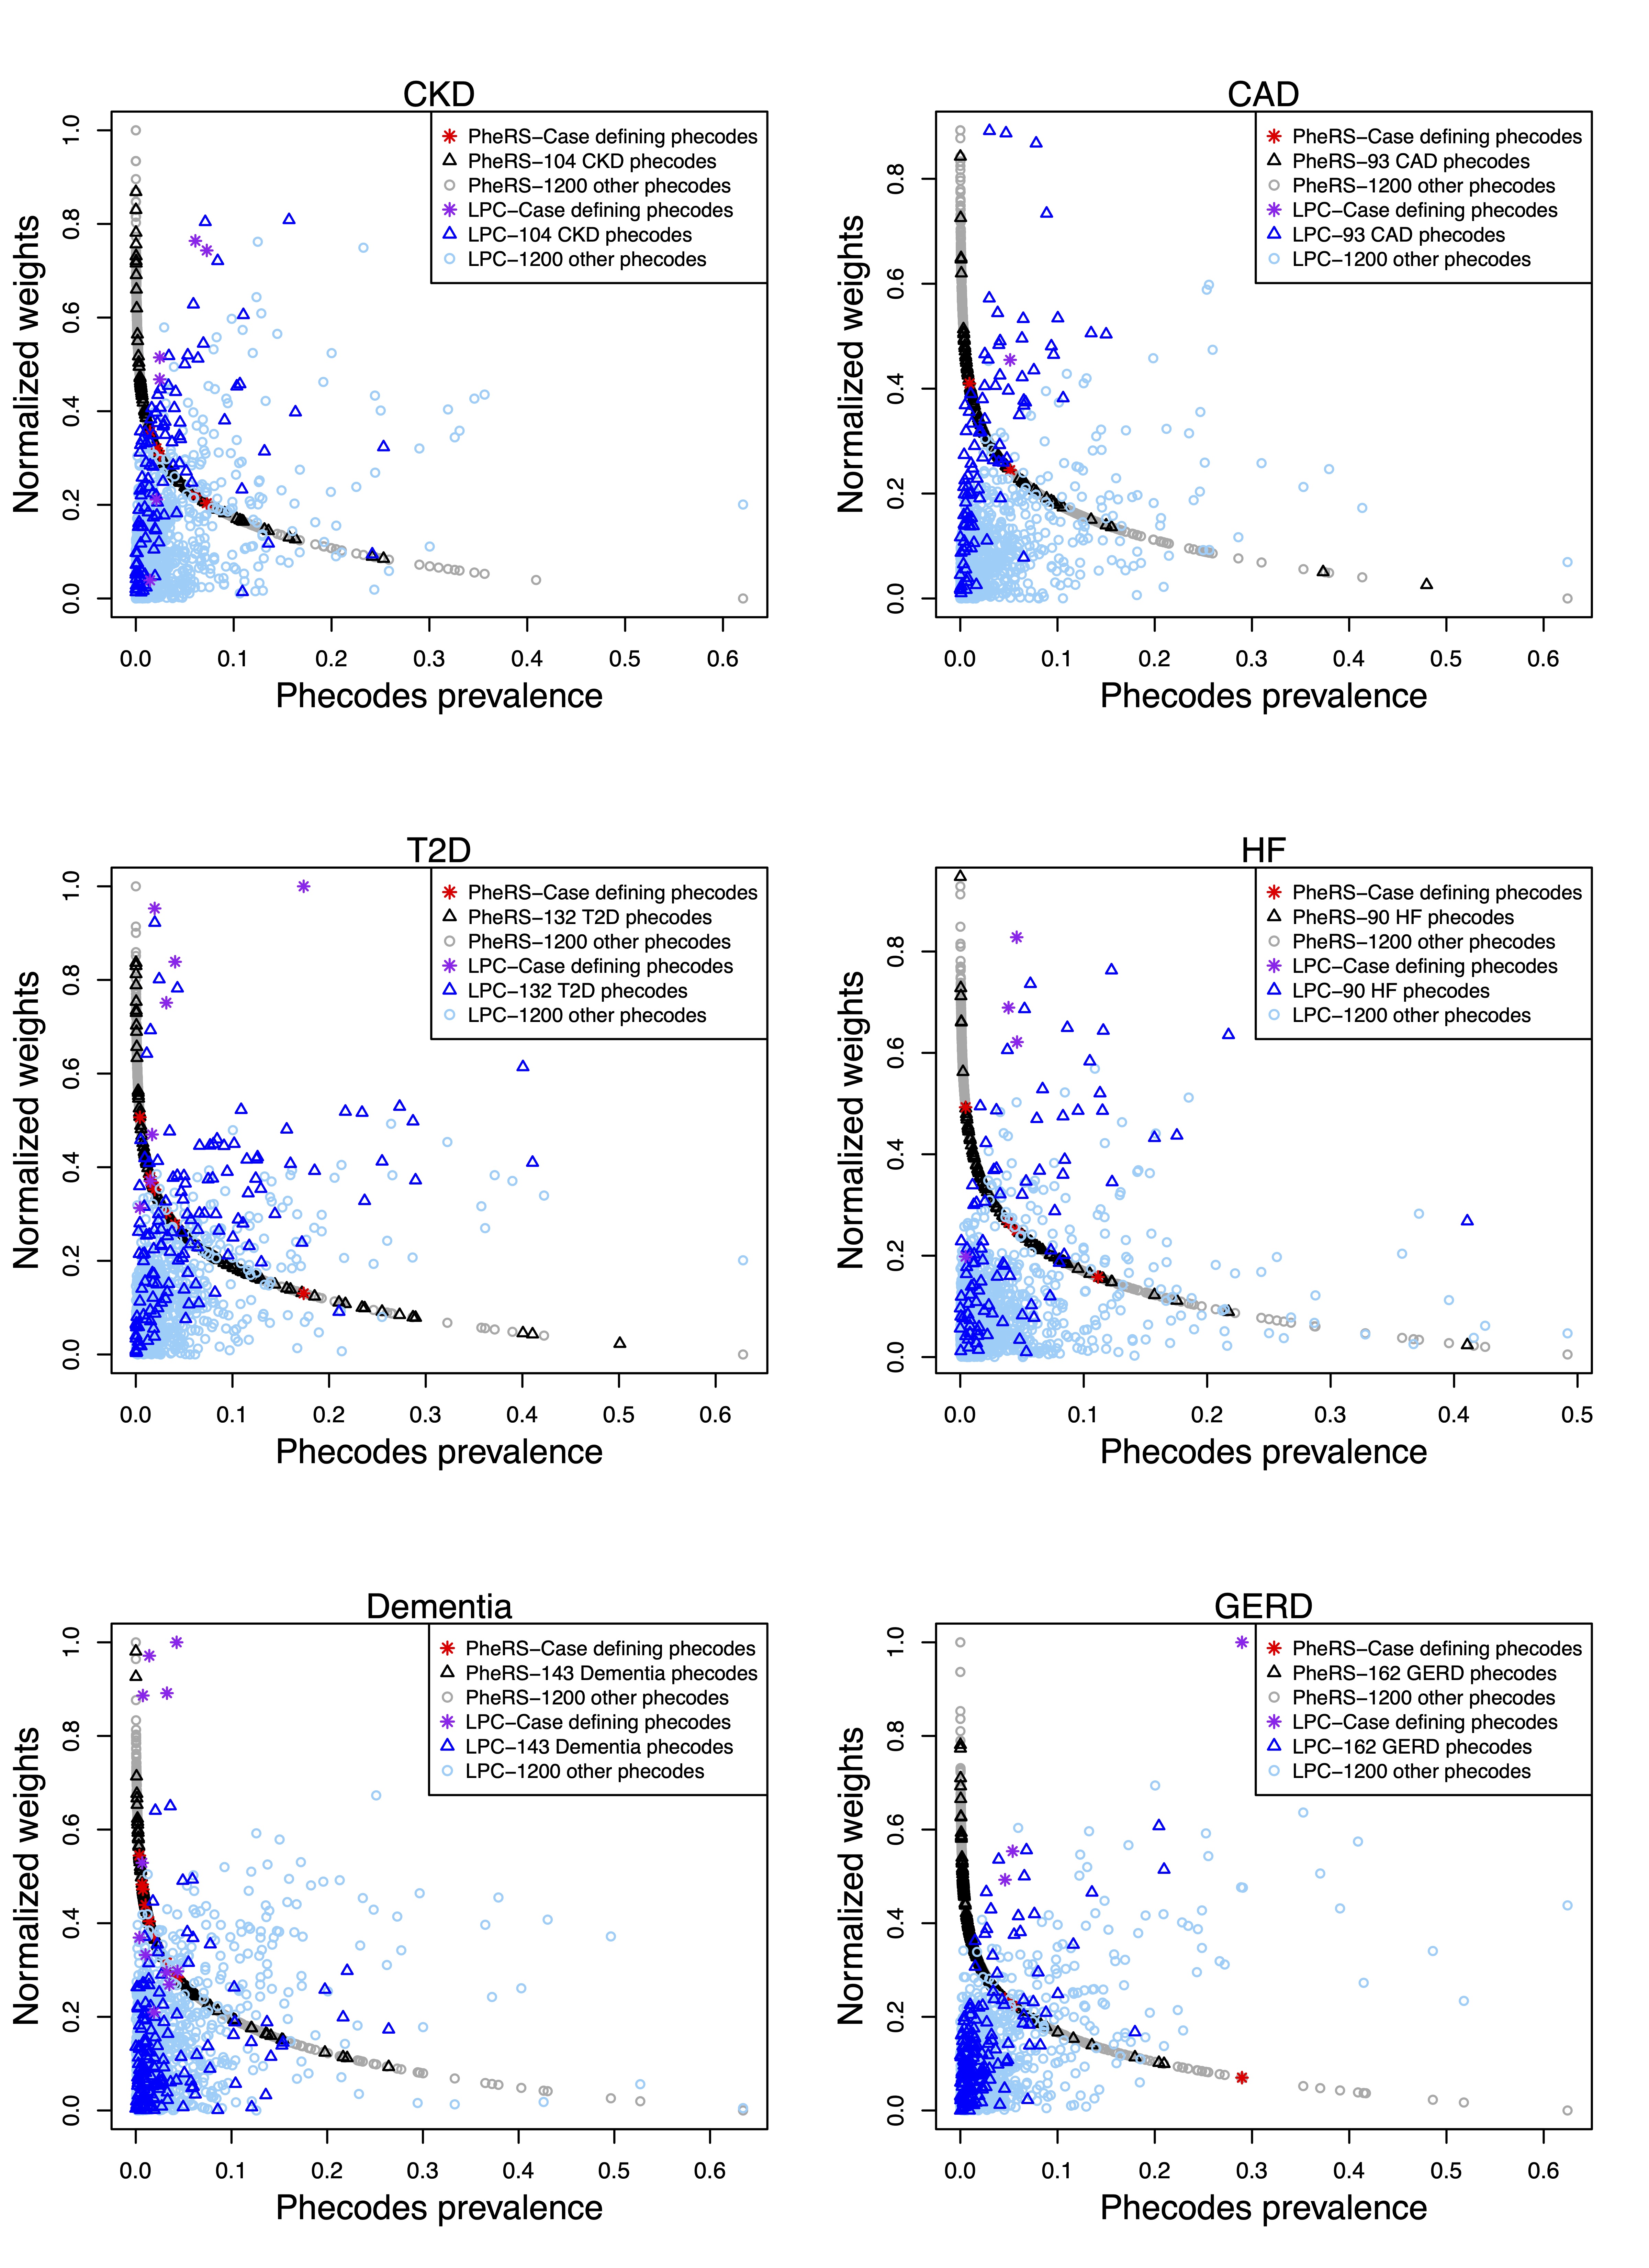 CKD
Normalized weights
1.0
0.8
0.6
0.4
0.2
0.0
PheRS−Case defining phecodes
PheRS−104 CKD phecodes
PheRS−1200 other phecodes
LPC−Case defining phecodes
LPC−104 CKD phecodes
LPC−1200 other phecodes
0.0 0.1 0.2 0.3 0.4 0.5 0.6
Phecodes prevalence
CAD
Normalized weights
0.8
0.6
0.4
0.2
0.0
PheRS−Case defining phecodes
PheRS−93 CAD phecodes
PheRS−1200 other phecodes
LPC−Case defining phecodes
LPC−93 CAD phecodes
LPC−1200 other phecodes
0.0 0.1 0.2 0.3 0.4 0.5 0.6
Phecodes prevalence
T2D
Normalized weights
1.0
0.8
0.6
0.4
0.2
0.0
PheRS−Case defining phecodes
PheRS−132 T2D phecodes
PheRS−1200 other phecodes
LPC−Case defining phecodes
LPC−132 T2D phecodes
LPC−1200 other phecodes
0.0 0.1 0.2 0.3 0.4 0.5 0.6
Phecodes prevalence
HF
Normalized weights
0.8
0.6
0.4
0.2
0.0
PheRS−Case defining phecodes
PheRS−90 HF phecodes
PheRS−1200 other phecodes
LPC−Case defining phecodes
LPC−90 HF phecodes
LPC−1200 other phecodes
0.0 0.1 0.2 0.3 0.4 0.5
Phecodes prevalence
Dementia
Normalized weights
1.0
0.8
0.6
0.4
0.2
0.0
PheRS−Case defining phecodes
PheRS−143 Dementia phecodes
PheRS−1200 other phecodes
LPC−Case defining phecodes
LPC−143 Dementia phecodes
LPC−1200 other phecodes
0.0 0.1 0.2 0.3 0.4 0.5 0.6
Phecodes prevalence
GERD
Normalized weights
1.0
0.8
0.6
0.4
0.2
0.0
PheRS−Case defining phecodes
PheRS−162 GERD phecodes
PheRS−1200 other phecodes
LPC−Case defining phecodes
LPC−162 GERD phecodes
LPC−1200 other phecodes
0.0 0.1 0.2 0.3 0.4 0.5 0.6
Phecodes prevalence